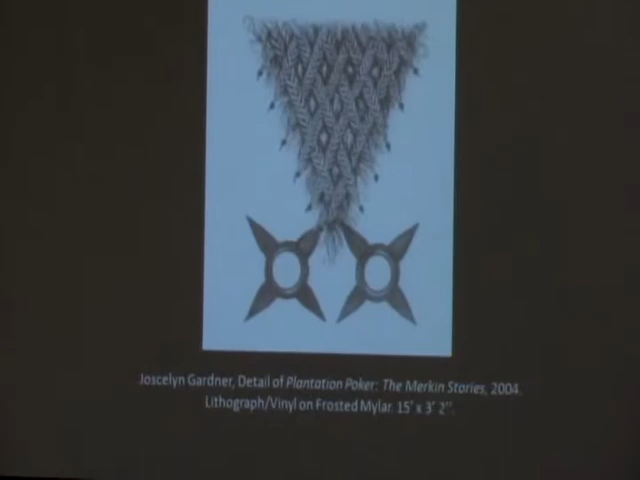 Joscelyn Gardner, Detail of Plantation Poker: The Merkin Stories, 2004.
Lithograph/Vinyl on Frosted Mylar. 15' x 3' 2".